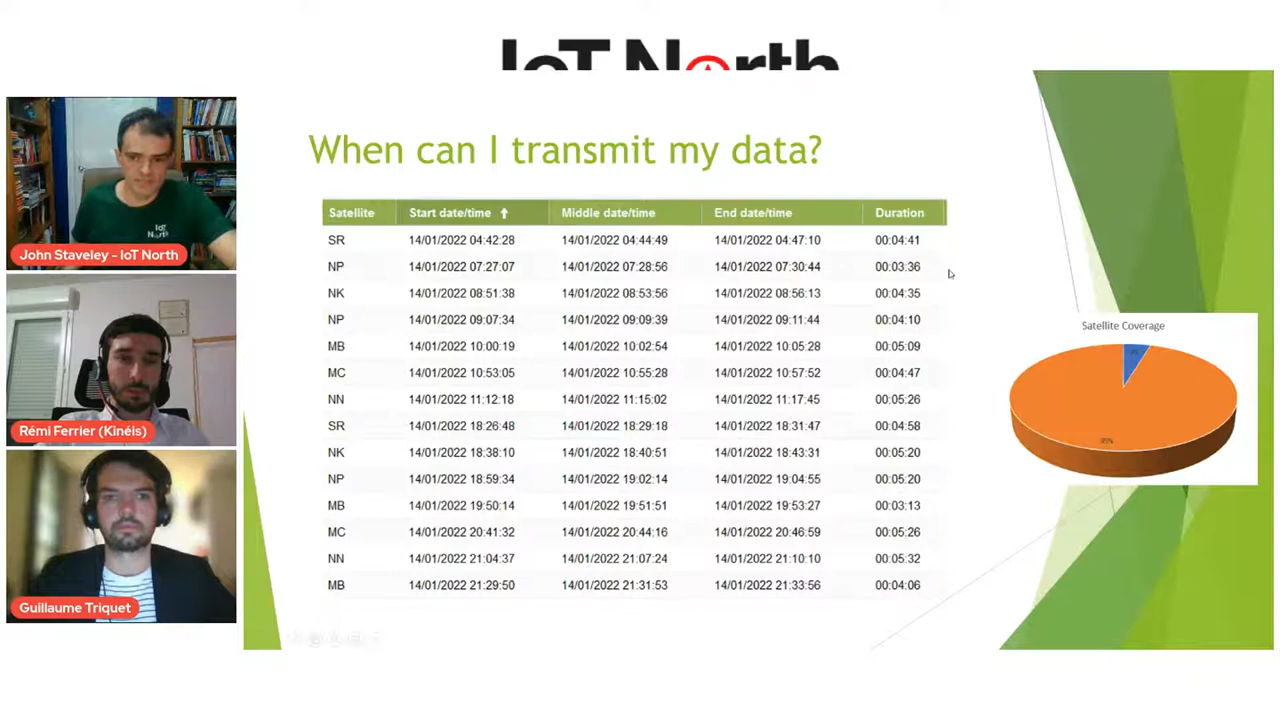 IoT North
John Staveley - IoT North
IoT
North
Rémi Ferrier (Kinéis)
Guillaume Triquet
When can I transmit my data?
Satellite Start date/time ↑ Middle date/time End date/time Duration
SR 14/01/2022 04:42:28 14/01/2022 04:44:49 14/01/2022 04:47:10 00:04:41
NP 14/01/2022 07:27:07 14/01/2022 07:28:56 14/01/2022 07:30:44 00:03:36
NK 14/01/2022 08:51:38 14/01/2022 08:53:56 14/01/2022 08:56:13 00:04:35
NP 14/01/2022 09:07:34 14/01/2022 09:09:39 14/01/2022 09:11:44 00:04:10
MB 14/01/2022 10:00:19 14/01/2022 10:02:54 14/01/2022 10:05:28 00:05:09
MC 14/01/2022 10:53:05 14/01/2022 10:55:28 14/01/2022 10:57:52 00:04:47
NN 14/01/2022 11:12:18 14/01/2022 11:15:02 14/01/2022 11:17:45 00:05:26
SR 14/01/2022 18:26:48 14/01/2022 18:29:18 14/01/2022 18:31:47 00:04:58
NK 14/01/2022 18:38:10 14/01/2022 18:40:51 14/01/2022 18:43:31 00:05:20
NP 14/01/2022 18:59:34 14/01/2022 19:02:14 14/01/2022 19:04:55 00:05:20
MB 14/01/2022 19:50:14 14/01/2022 19:51:51 14/01/2022 19:53:27 00:03:13
MC 14/01/2022 20:41:32 14/01/2022 20:44:16 14/01/2022 20:46:59 00:05:26
NN 14/01/2022 21:04:37 14/01/2022 21:07:24 14/01/2022 21:10:10 00:05:32
MB 14/01/2022 21:29:50 14/01/2022 21:31:53 14/01/2022 21:33:56 00:04:06
Satellite Coverage